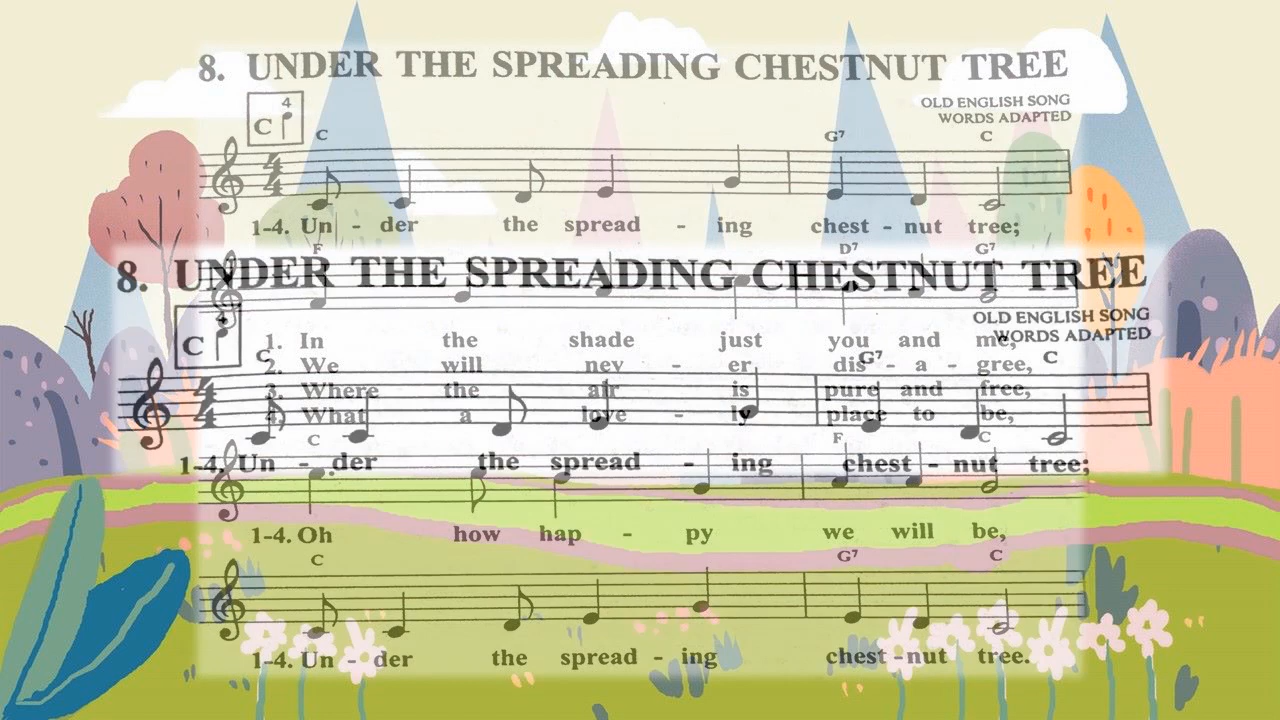 8. UNDER THE SPREADING CHESTNUT TREE
OLD ENGLISH SONG
WORDS ADAPTED
C 4
C G7 C
1-4. Un - der the spread - ing chest - nut tree;
F D7 G7
8. UNDER THE SPREADING CHESTNUT TREE
OLD ENGLISH SONG
WORDS ADAPTED
C 4
1. In the shade just you and me,
2. We will nev - er dis - a - gree,
3. Where the air is pure and free,
4. What a love - ly place to be,
C G7 C
C F C
1-4. Un - der the spread - ing chest - nut tree;
1-4. Oh how hap - py we will be,
C G7 C
1-4. Un - der the spread - ing chest - nut tree.